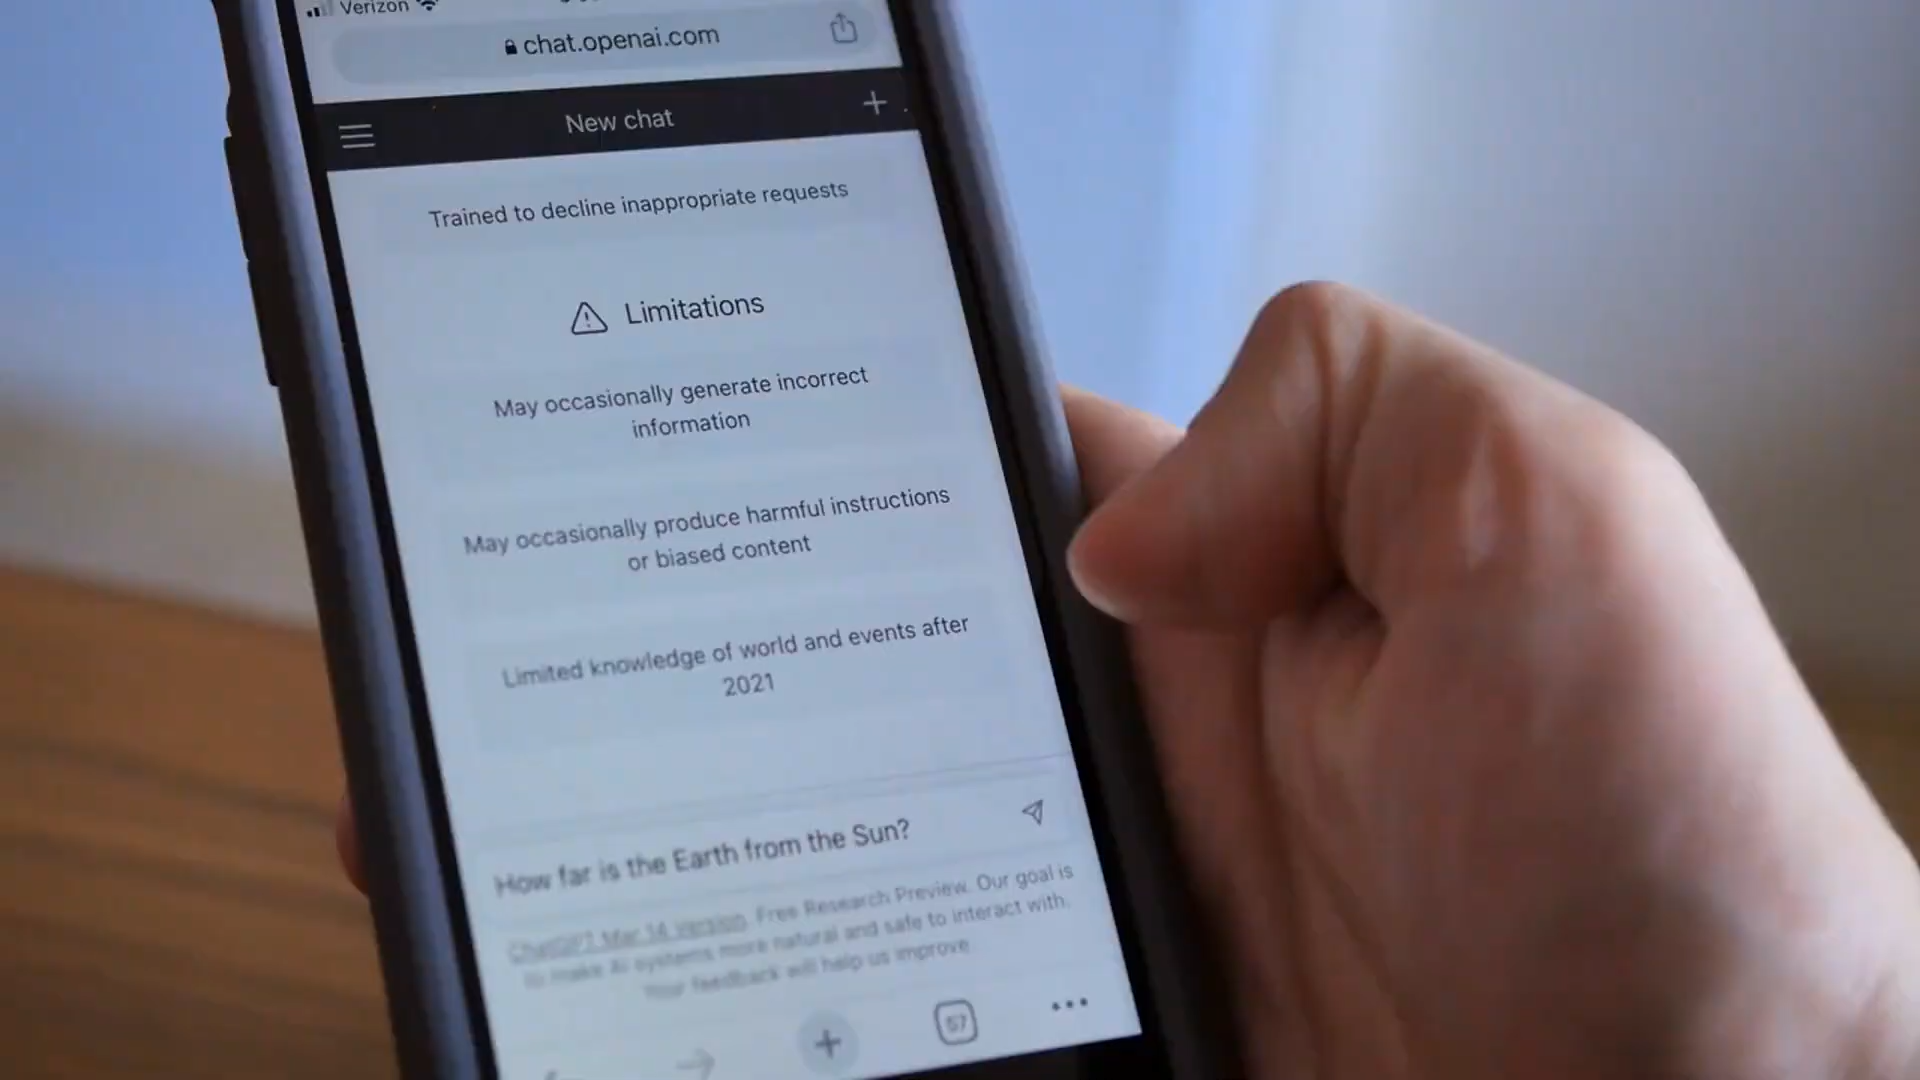 Verizon
chat.openai.com
New chat
Trained to decline inappropriate requests
Limitations
May occasionally generate incorrect
information
May occasionally produce harmful instructions
or biased content
Limited knowledge of world and events after
2021
How far is the Earth from the Sun?
ChatGPT Mar 14 Version. Free Research Preview. Our goal is
to make AI systems more natural and safe to interact with.
Your feedback will help us improve.
57